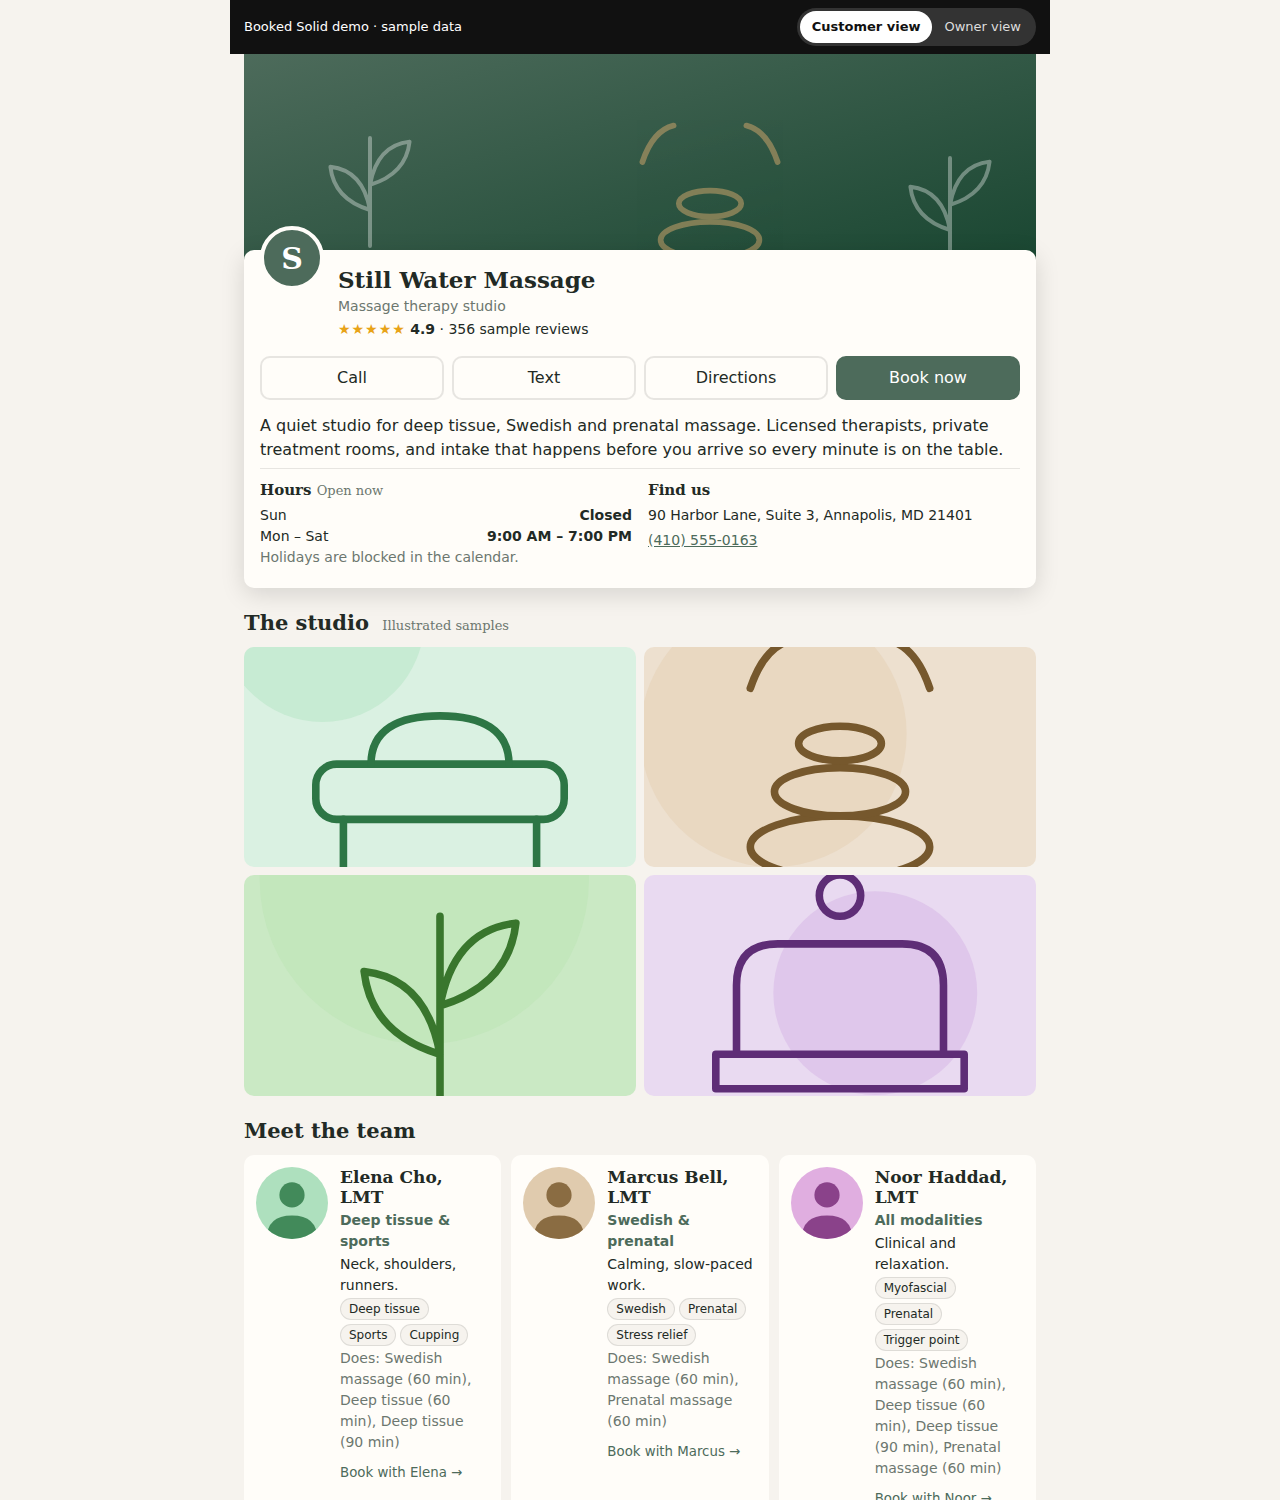 Booked Solid demo · sample data
Customer view
Owner view
S
Still Water Massage
Massage therapy studio
★★★★★ 4.9 · 356 sample reviews
Call
Text
Directions
Book now
A quiet studio for deep tissue, Swedish and prenatal massage. Licensed therapists, private
treatment rooms, and intake that happens before you arrive so every minute is on the table.
Hours Open now
Sun Closed
Mon – Sat 9:00 AM – 7:00 PM
Holidays are blocked in the calendar.
Find us
90 Harbor Lane, Suite 3, Annapolis, MD 21401
(410) 555-0163
The studio Illustrated samples
Meet the team
Elena Cho,
LMT
Deep tissue &
sports
Neck, shoulders,
runners.
Deep tissue
Sports Cupping
Does: Swedish
massage (60 min),
Deep tissue (60
min), Deep tissue
(90 min)
Book with Elena →
Marcus Bell,
LMT
Swedish &
prenatal
Calming, slow-paced
work.
Swedish Prenatal
Stress relief
Does: Swedish
massage (60 min),
Prenatal massage
(60 min)
Book with Marcus →
Noor Haddad,
LMT
All modalities
Clinical and
relaxation.
Myofascial
Prenatal
Trigger point
Does: Swedish
massage (60 min),
Deep tissue (60
min), Deep tissue
(90 min), Prenatal
massage (60 min)
Book with Noor →